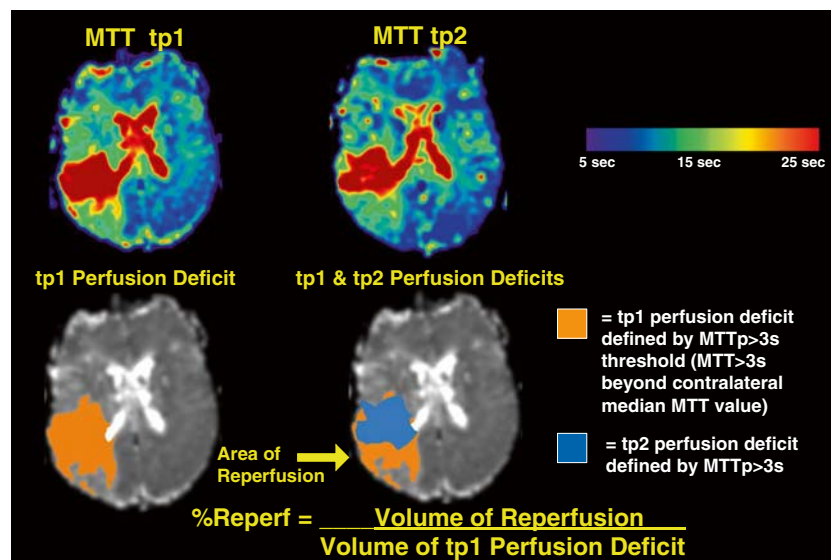 MTT tp1
MTT tp2
5 sec
15 sec
25 sec
tp1 Perfusion Deficit
tp1 & tp2 Perfusion Deficits
= tp1 perfusion deficit
defined by MTTp>3s
threshold (MTT>3s
beyond contralateral
median MTT value)
= tp2 perfusion deficit
defined by MTTp>3s
Area of
Reperfusion
%Reperf = ____Volume of Reperfusion___
Volume of tp1 Perfusion Deficit